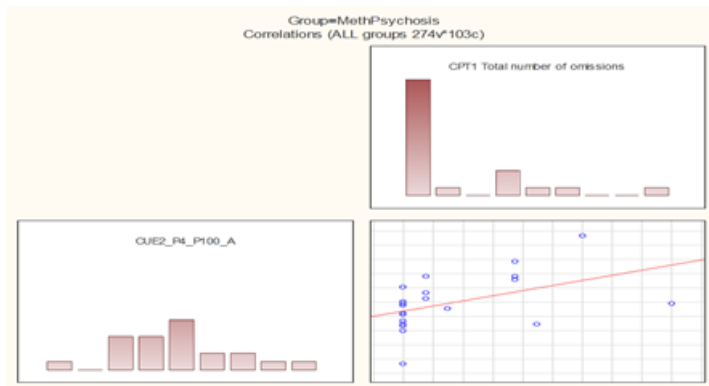 Group=MethPsychosis
Correlations (ALL groups 274v*103c)
CPT1 Total number of omissions
CUE2_P4_P100_A